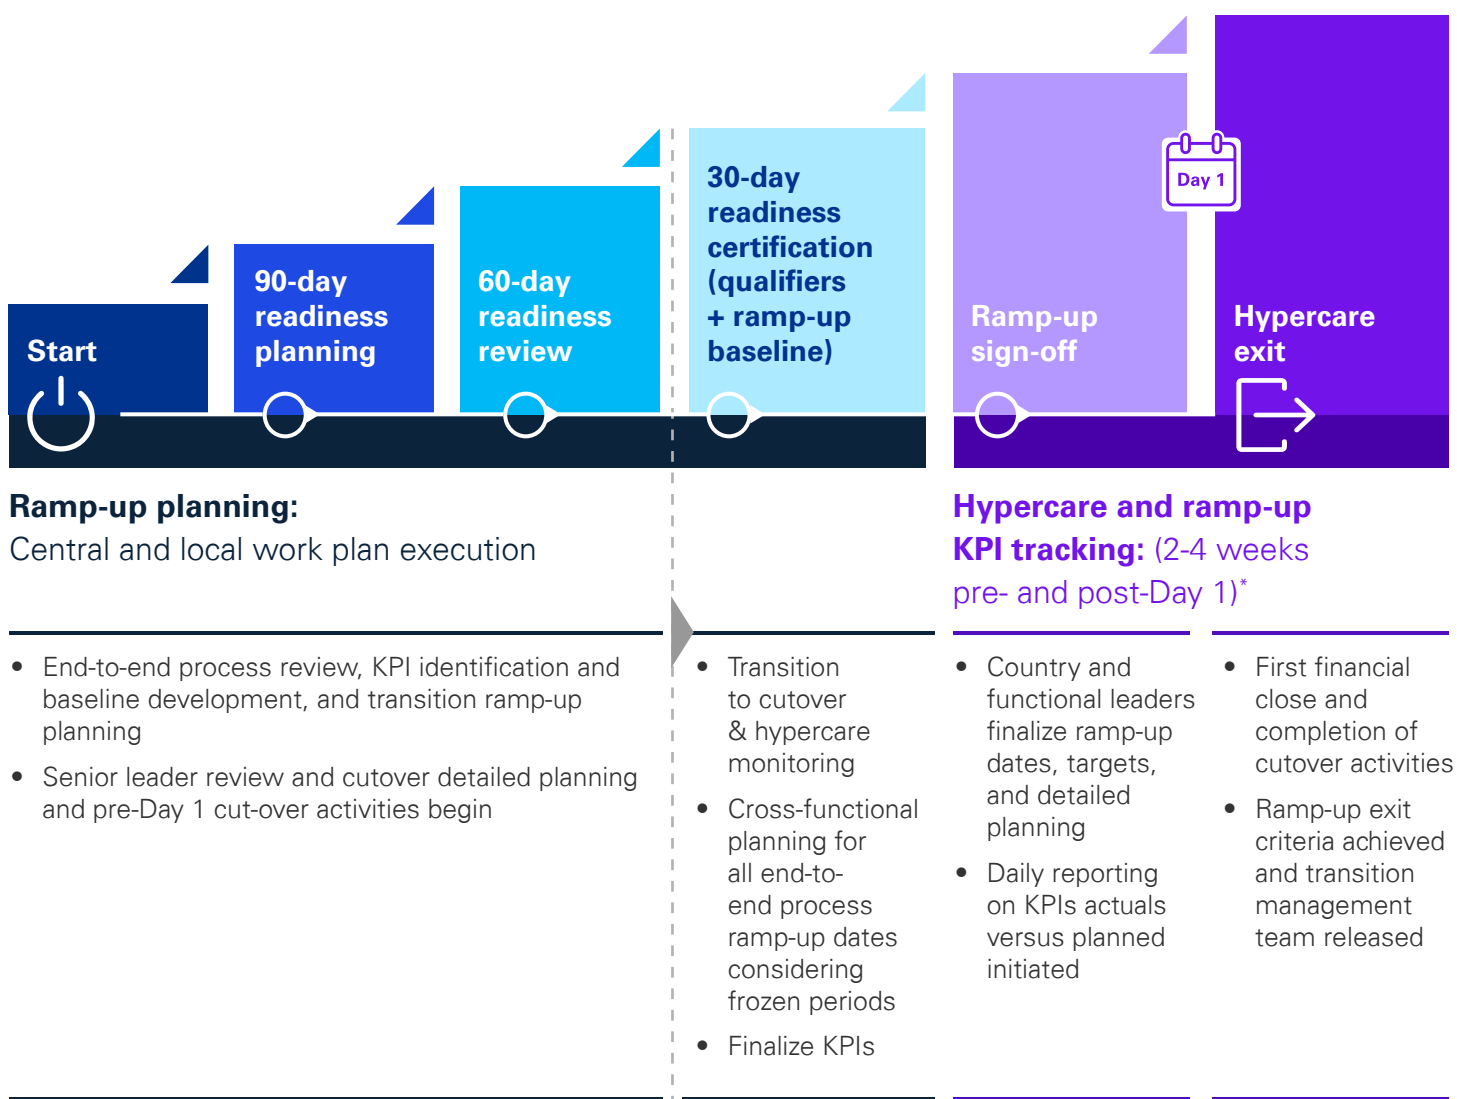 Start
90-day
readiness
planning
60-day
readiness
review
30-day
readiness
certification
(qualifiers
+ ramp-up
baseline)
Ramp-up
sign-off
Day 1
Hypercare
exit
Ramp-up planning:
Central and local work plan execution
Hypercare and ramp-up
KPI tracking: (2-4 weeks
pre- and post-Day 1)*
• End-to-end process review, KPI identification and
baseline development, and transition ramp-up
planning
• Senior leader review and cutover detailed planning
and pre-Day 1 cut-over activities begin
• Transition
to cutover
& hypercare
monitoring
• Cross-functional
planning for
all end-to-
end process
ramp-up dates
considering
frozen periods
• Finalize KPIs
• Country and
functional leaders
finalize ramp-up
dates, targets,
and detailed
planning
• Daily reporting
on KPIs actuals
versus planned
initiated
• First financial
close and
completion of
cutover activities
• Ramp-up exit
criteria achieved
and transition
management
team released